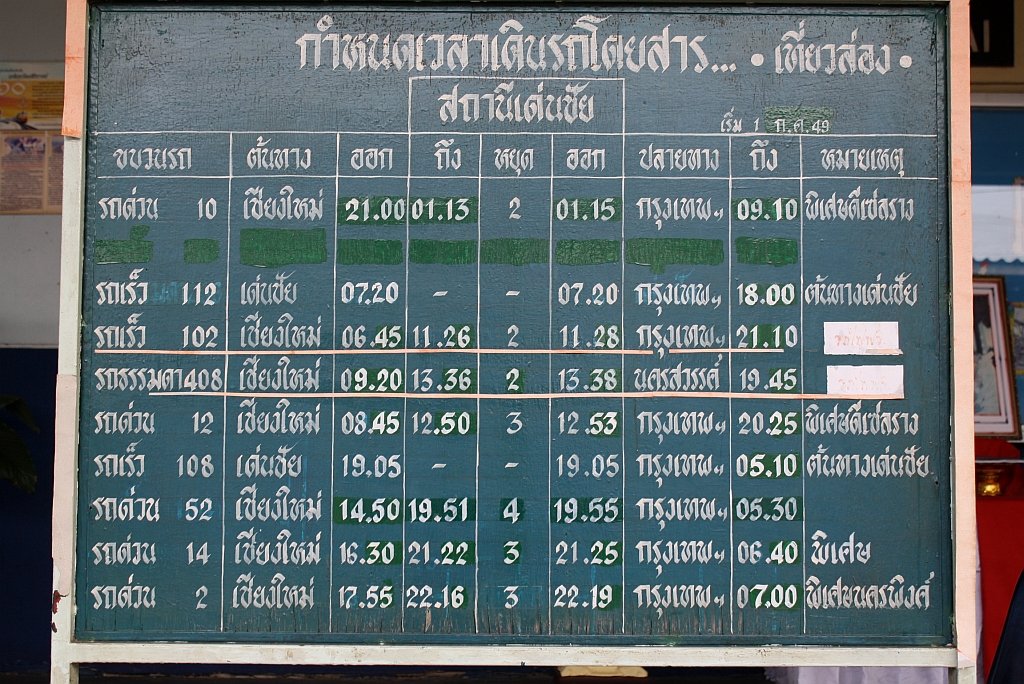 กำหนดเวลาเดินรถโดยสาร... • เที่ยวล่อง •
สถานีเด่นชัย
เริ่ม 1 ก.ค.49
ขบวนรถ ต้นทาง ออก ถึง หยุด ออก ปลายทาง ถึง หมายเหตุ
รถด่วน 10 เชียงใหม่ 21.00 01.13 2 01.15 กรุงเทพฯ 09.10 พิเศษดีเซลราง
รถเร็ว 112 เด่นชัย 07.20 - - 07.20 กรุงเทพฯ 18.00 ต้นทางเด่นชัย
รถเร็ว 102 เชียงใหม่ 06.45 11.26 2 11.28 กรุงเทพฯ 21.10
รถธรรมดา 408 เชียงใหม่ 09.20 13.36 2 13.38 นครสวรรค์ 19.45
รถด่วน 12 เชียงใหม่ 08.45 12.50 3 12.53 กรุงเทพฯ 20.25 พิเศษดีเซลราง
รถเร็ว 108 เด่นชัย 19.05 - - 19.05 กรุงเทพฯ 05.10 ต้นทางเด่นชัย
รถด่วน 52 เชียงใหม่ 14.50 19.51 4 19.55 กรุงเทพฯ 05.30
รถด่วน 14 เชียงใหม่ 16.30 21.22 3 21.25 กรุงเทพฯ 06.40 พิเศษ
รถด่วน 2 เชียงใหม่ 17.55 22.16 3 22.19 กรุงเทพฯ 07.00 พิเศษนครพิงค์